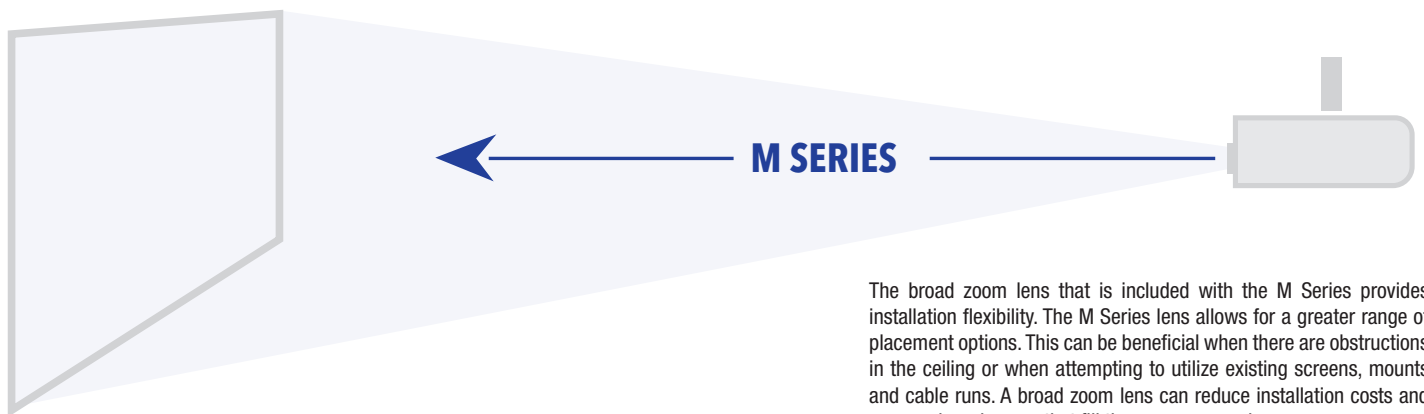 M SERIES
The broad zoom lens that is included with the M Series provides
installation flexibility. The M Series lens allows for a greater range of
placement options. This can be beneficial when there are obstructions
in the ceiling or when attempting to utilize existing screens, mounts
and cable runs. A broad zoom lens can reduce installation costs and